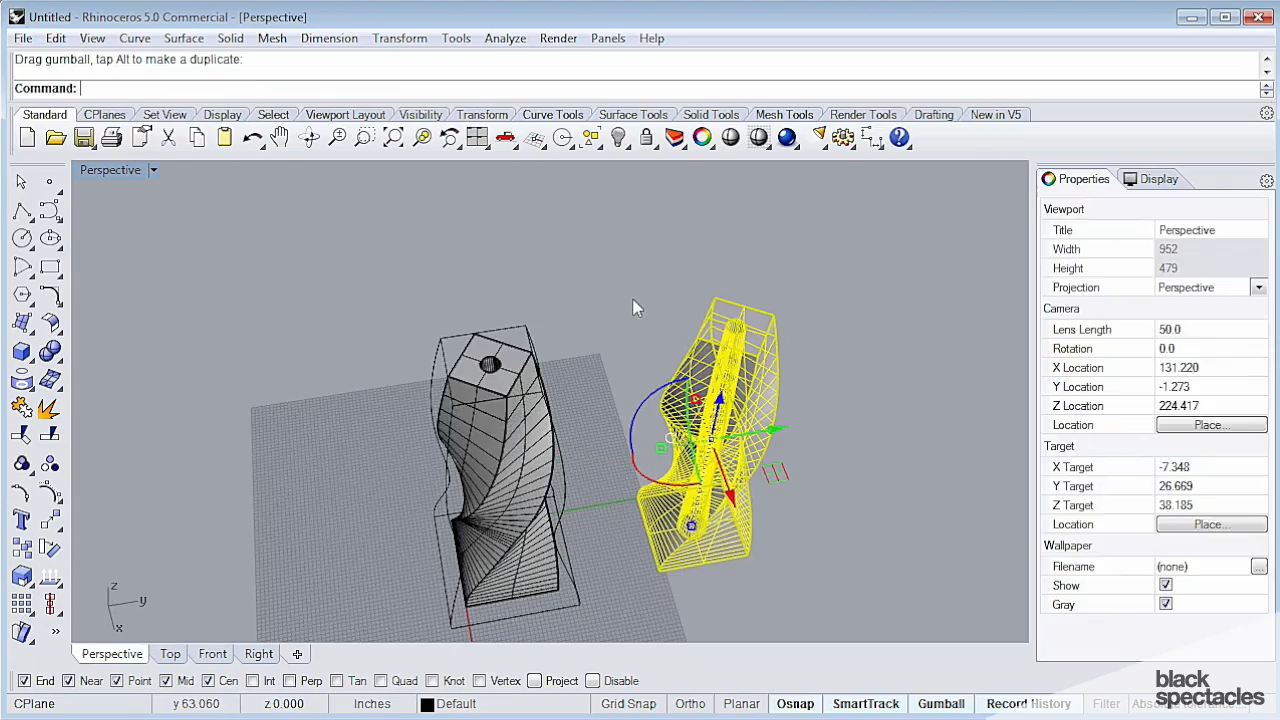 Untitled - Rhinoceros 5.0 Commercial - [Perspective]
File Edit View Curve Surface Solid Mesh Dimension Transform Tools Analyze Render Panels Help
Drag gumball, tap Alt to make a duplicate:
Command:
Standard CPlanes Set View Display Select Viewport Layout Visibility Transform Curve Tools Surface Tools Solid Tools Mesh Tools Render Tools Drafting New in V5
Perspective
Properties Display
Viewport
Title Perspective
Width 952
Height 479
Projection Perspective
Camera
Lens Length 50.0
Rotation 0.0
X Location 131.220
Y Location -1.273
Z Location 224.417
Location Place...
Target
X Target -7.348
Y Target 26.669
Z Target 38.185
Location Place...
Wallpaper
Filename (none) ...
Show
Gray
z
y
x
Perspective Top Front Right
End Near Point Mid Cen Int Perp Tan Quad Knot Vertex Project Disable
CPlane y 63.060 z 0.000 Inches Default Grid Snap Ortho Planar Osnap SmartTrack Gumball Record History Filter Absolute tolerance
black
spectacles